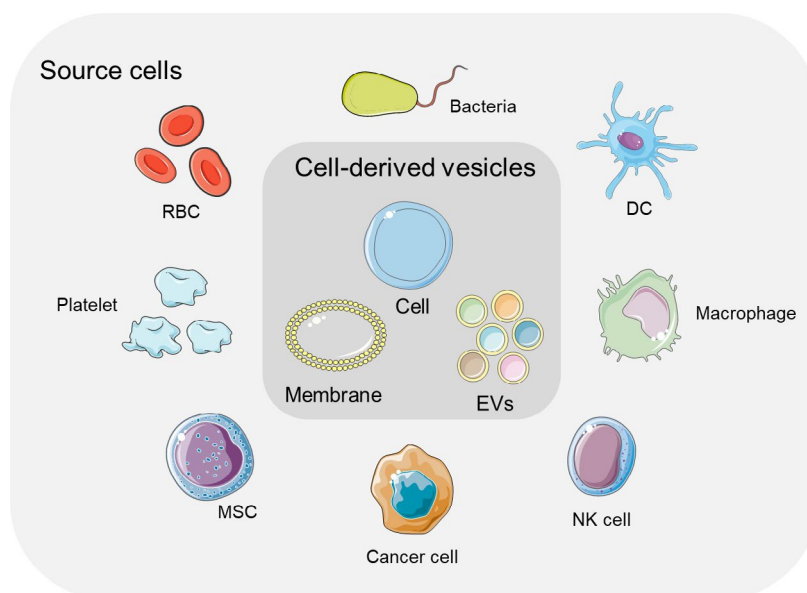 Source cells
Bacteria
RBC
DC
Cell-derived vesicles
Cell
Platelet
Macrophage
Membrane
EVs
MSC
NK cell
Cancer cell